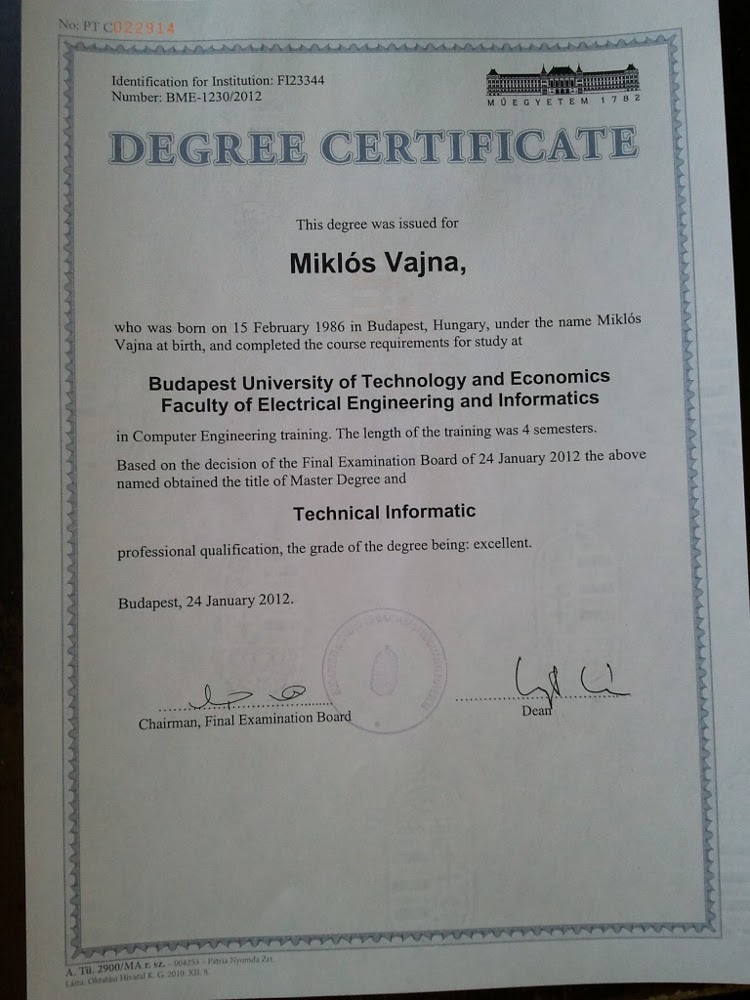 No: PT C022914
Identification for Institution: FI23344
Number: BME-1230/2012
MŰEGYETEM 1782
DEGREE CERTIFICATE
This degree was issued for
Miklós Vajna,
who was born on 15 February 1986 in Budapest, Hungary, under the name Miklós
Vajna at birth, and completed the course requirements for study at
Budapest University of Technology and Economics
Faculty of Electrical Engineering and Informatics
in Computer Engineering training. The length of the training was 4 semesters.
Based on the decision of the Final Examination Board of 24 January 2012 the above
named obtained the title of Master Degree and
Technical Informatic
professional qualification, the grade of the degree being: excellent.
Budapest, 24 January 2012.
Chairman, Final Examination Board
Dean
A. Tü. 2900/MA r. sz. - 004255 - Pátria Nyomda Zrt.
Látta: Oktatási Hivatal K. G. 2010. XII. 8.